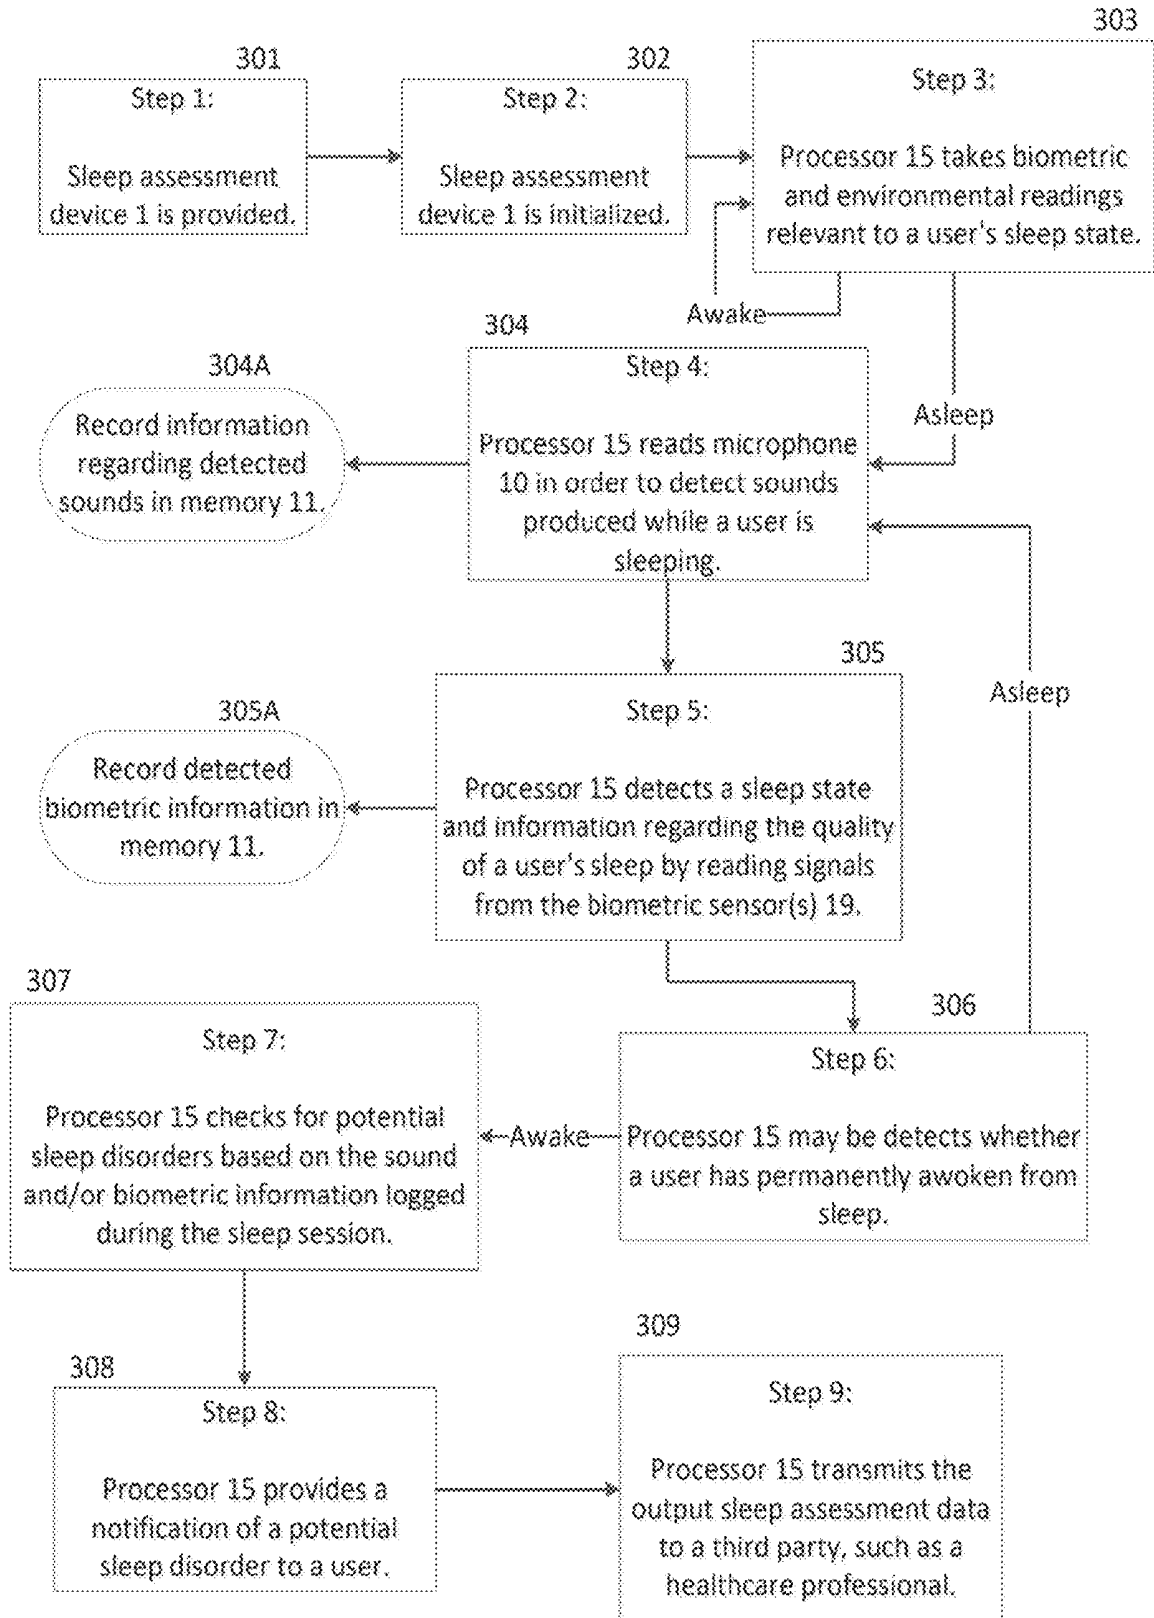 301
Step 1:
Sleep assessment
device 1 is provided.
302
Step 2:
Sleep assessment
device 1 is initialized.
303
Step 3:
Processor 15 takes biometric
and environmental readings
relevant to a user's sleep state.
Awake
Asleep
304
Step 4:
Processor 15 reads microphone
10 in order to detect sounds
produced while a user is
sleeping.
304A
Record information
regarding detected
sounds in memory 11.
305
Step 5:
Processor 15 detects a sleep state
and information regarding the quality
of a user's sleep by reading signals
from the biometric sensor(s) 19.
Asleep
305A
Record detected
biometric information in
memory 11.
306
Step 6:
Processor 15 may be detects whether
a user has permanently awoken from
sleep.
Awake
307
Step 7:
Processor 15 checks for potential
sleep disorders based on the sound
and/or biometric information logged
during the sleep session.
308
Step 8:
Processor 15 provides a
notification of a potential
sleep disorder to a user.
309
Step 9:
Processor 15 transmits the
output sleep assessment data
to a third party, such as a
healthcare professional.